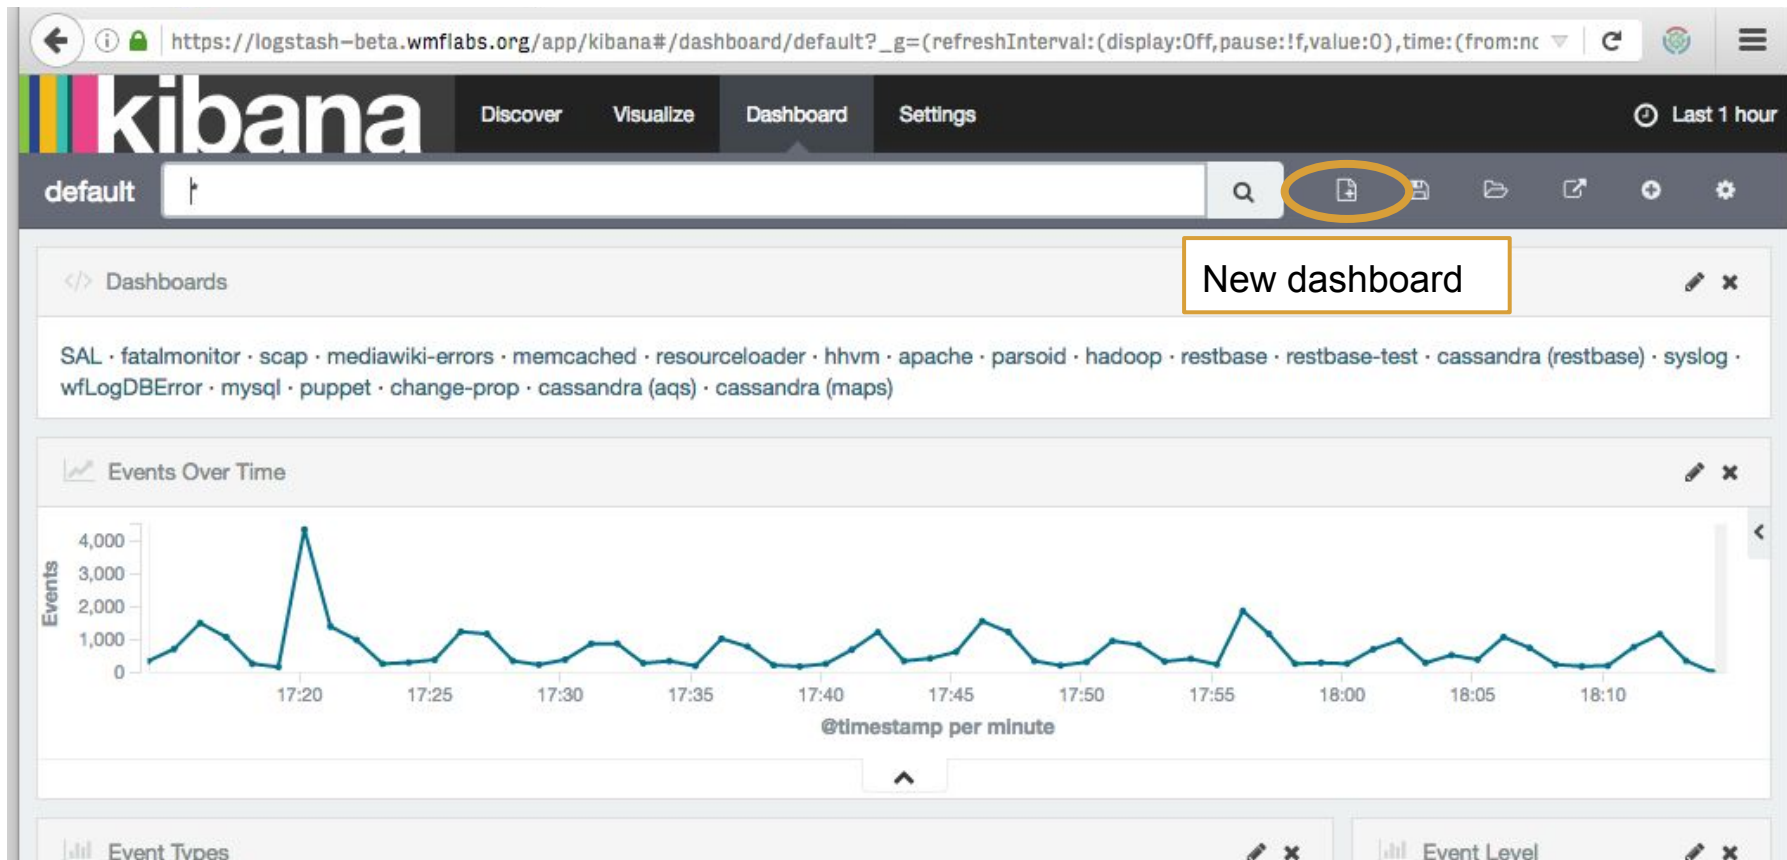 https://logstash-beta.wmflabs.org/app/kibana#/dashboard/default?_g=(refreshInterval:(display:Off,pause:!f,value:0),time:(from:nc
kibana Discover Visualize Dashboard Settings Last 1 hour
default *
New dashboard
Dashboards
SAL · fatalmonitor · scap · mediawiki-errors · memcached · resourceloader · hhvm · apache · parsoid · hadoop · restbase · restbase-test · cassandra (restbase) · syslog ·
wfLogDBError · mysql · puppet · change-prop · cassandra (aqs) · cassandra (maps)
Events Over Time
4,000
3,000
2,000
1,000
0
Events
17:20 17:25 17:30 17:35 17:40 17:45 17:50 17:55 18:00 18:05 18:10
@timestamp per minute
Event Types Event Level